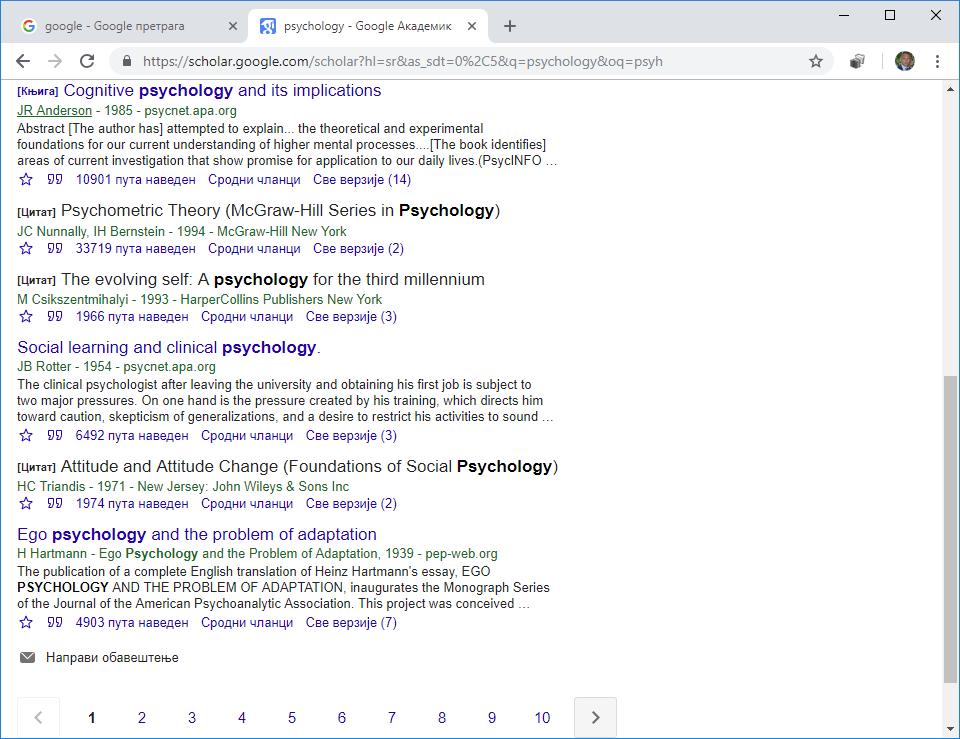 google - Google претрага
psychology - Google Академик
https://scholar.google.com/scholar?hl=sr&as_sdt=0%2C5&q=psychology&oq=psyh
[Књига] Cognitive psychology and its implications
JR Anderson - 1985 - psycnet.apa.org
Abstract [The author has] attempted to explain... the theoretical and experimental
foundations for our current understanding of higher mental processes....[The book identifies]
areas of current investigation that show promise for application to our daily lives.(PsycINFO …
10901 пута наведен Сродни чланци Све верзије (14)
[Цитат] Psychometric Theory (McGraw-Hill Series in Psychology)
JC Nunnally, IH Bernstein - 1994 - McGraw-Hill New York
33719 пута наведен Сродни чланци Све верзије (2)
[Цитат] The evolving self: A psychology for the third millennium
M Csikszentmihalyi - 1993 - HarperCollins Publishers New York
1966 пута наведен Сродни чланци Све верзије (3)
Social learning and clinical psychology.
JB Rotter - 1954 - psycnet.apa.org
The clinical psychologist after leaving the university and obtaining his first job is subject to
two major pressures. On one hand is the pressure created by his training, which directs him
toward caution, skepticism of generalizations, and a desire to restrict his activities to sound …
6492 пута наведен Сродни чланци Све верзије (3)
[Цитат] Attitude and Attitude Change (Foundations of Social Psychology)
HC Triandis - 1971 - New Jersey: John Wileys & Sons Inc
1974 пута наведен Сродни чланци Све верзије (2)
Ego psychology and the problem of adaptation
H Hartmann - Ego Psychology and the Problem of Adaptation, 1939 - pep-web.org
The publication of a complete English translation of Heinz Hartmann's essay, EGO
PSYCHOLOGY AND THE PROBLEM OF ADAPTATION, inaugurates the Monograph Series
of the Journal of the American Psychoanalytic Association. This project was conceived …
4903 пута наведен Сродни чланци Све верзије (7)
Направи обавештење
1 2 3 4 5 6 7 8 9 10